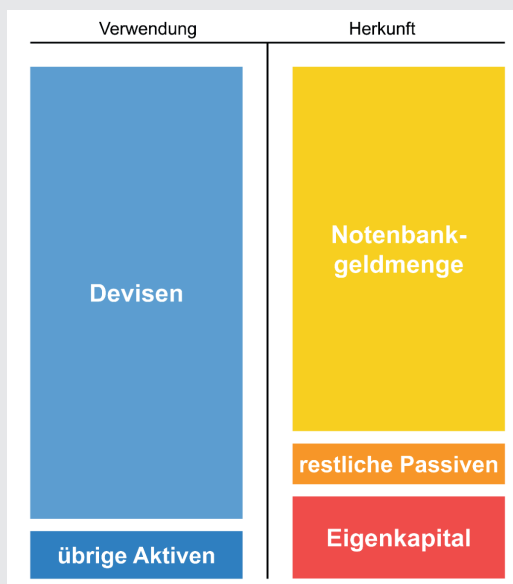 Verwendung
Herkunft
Devisen
übrige Aktiven
Notenbank-
geldmenge
restliche Passiven
Eigenkapital